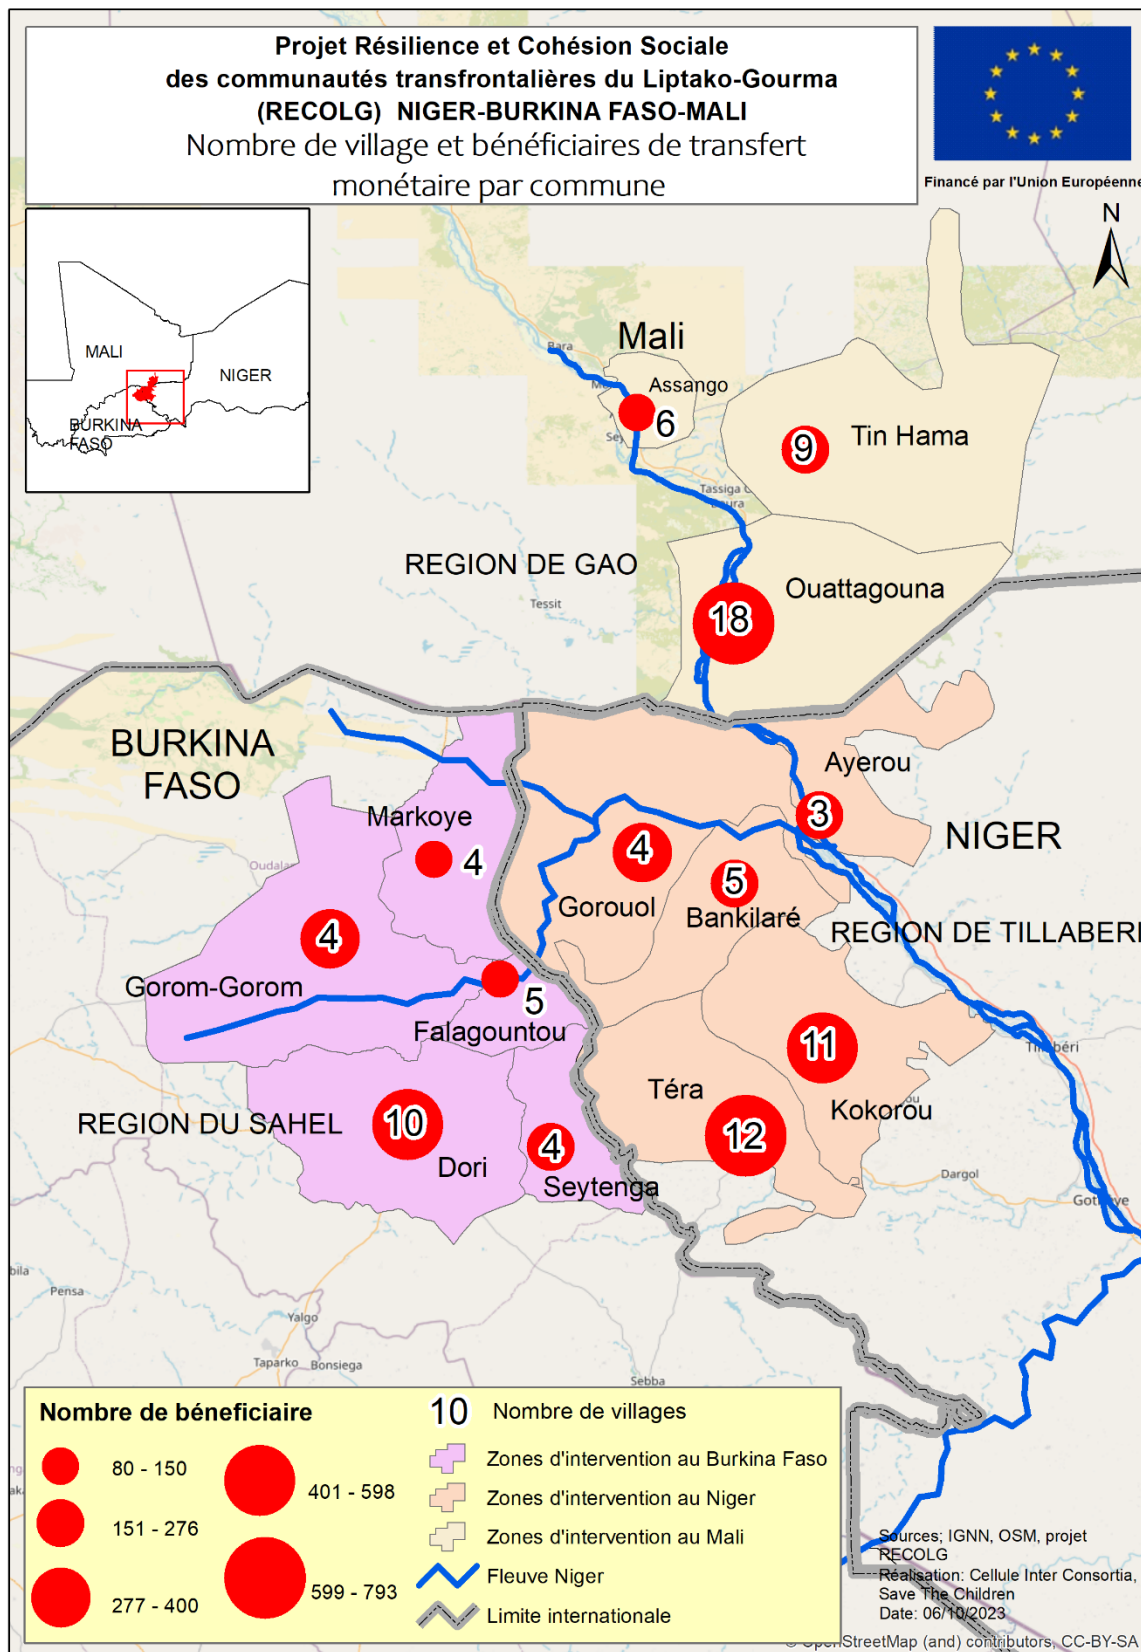 Projet Résilience et Cohésion Sociale
des communautés transfrontalières du Liptako-Gourma
(RECOLG) NIGER-BURKINA FASO-MALI
Nombre de village et bénéficiaires de transfert
monétaire par commune
Financé par l'Union Européenne
N
MALI
NIGER
BURKINA
FASO
Mali
Bara
Assango
6
Tin Hama
9
Tassiga
REGION DE GAO
Tessit
Ouattagouna
18
BURKINA
FASO
Ayerou
3
NIGER
Markoye
4
Oudalan
4
Gorouol
5
Bankilaré
REGION DE TILLABERI
4
Gorom-Gorom
5
Falagountou
Tillabéri
11
Kokorou
Téra
12
REGION DU SAHEL
10
Dori
4
Seytenga
Dargol
Pensa
Yalgo
Taparko
Bonsiega
Sebba
Nombre de béneficiaire
80 - 150
151 - 276
277 - 400
401 - 598
599 - 793
10 Nombre de villages
Zones d'intervention au Burkina Faso
Zones d'intervention au Niger
Zones d'intervention au Mali
Fleuve Niger
Limite internationale
Sources; IGNN, OSM, projet
RECOLG
Réalisation: Cellule Inter Consortia,
Save The Children
Date: 06/10/2023
© OpenStreetMap (and) contributors, CC-BY-SA